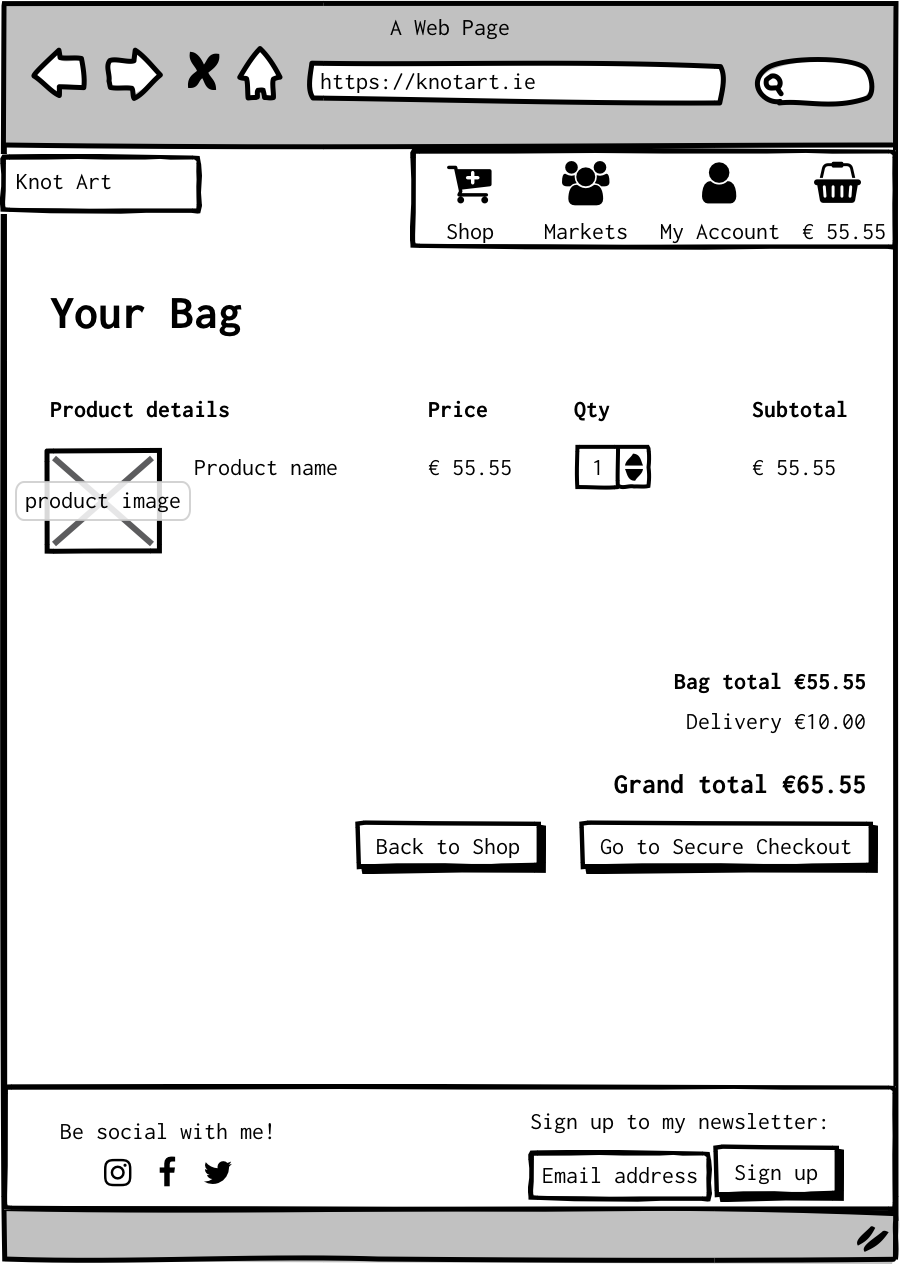 A Web Page
https://knotart.ie
Knot Art
Shop Markets My Account € 55.55
Your Bag
Product details Price Qty Subtotal
Product name € 55.55 1 € 55.55
product image
Bag total €55.55
Delivery €10.00
Grand total €65.55
Back to Shop Go to Secure Checkout
Be social with me!
Sign up to my newsletter:
Email address Sign up